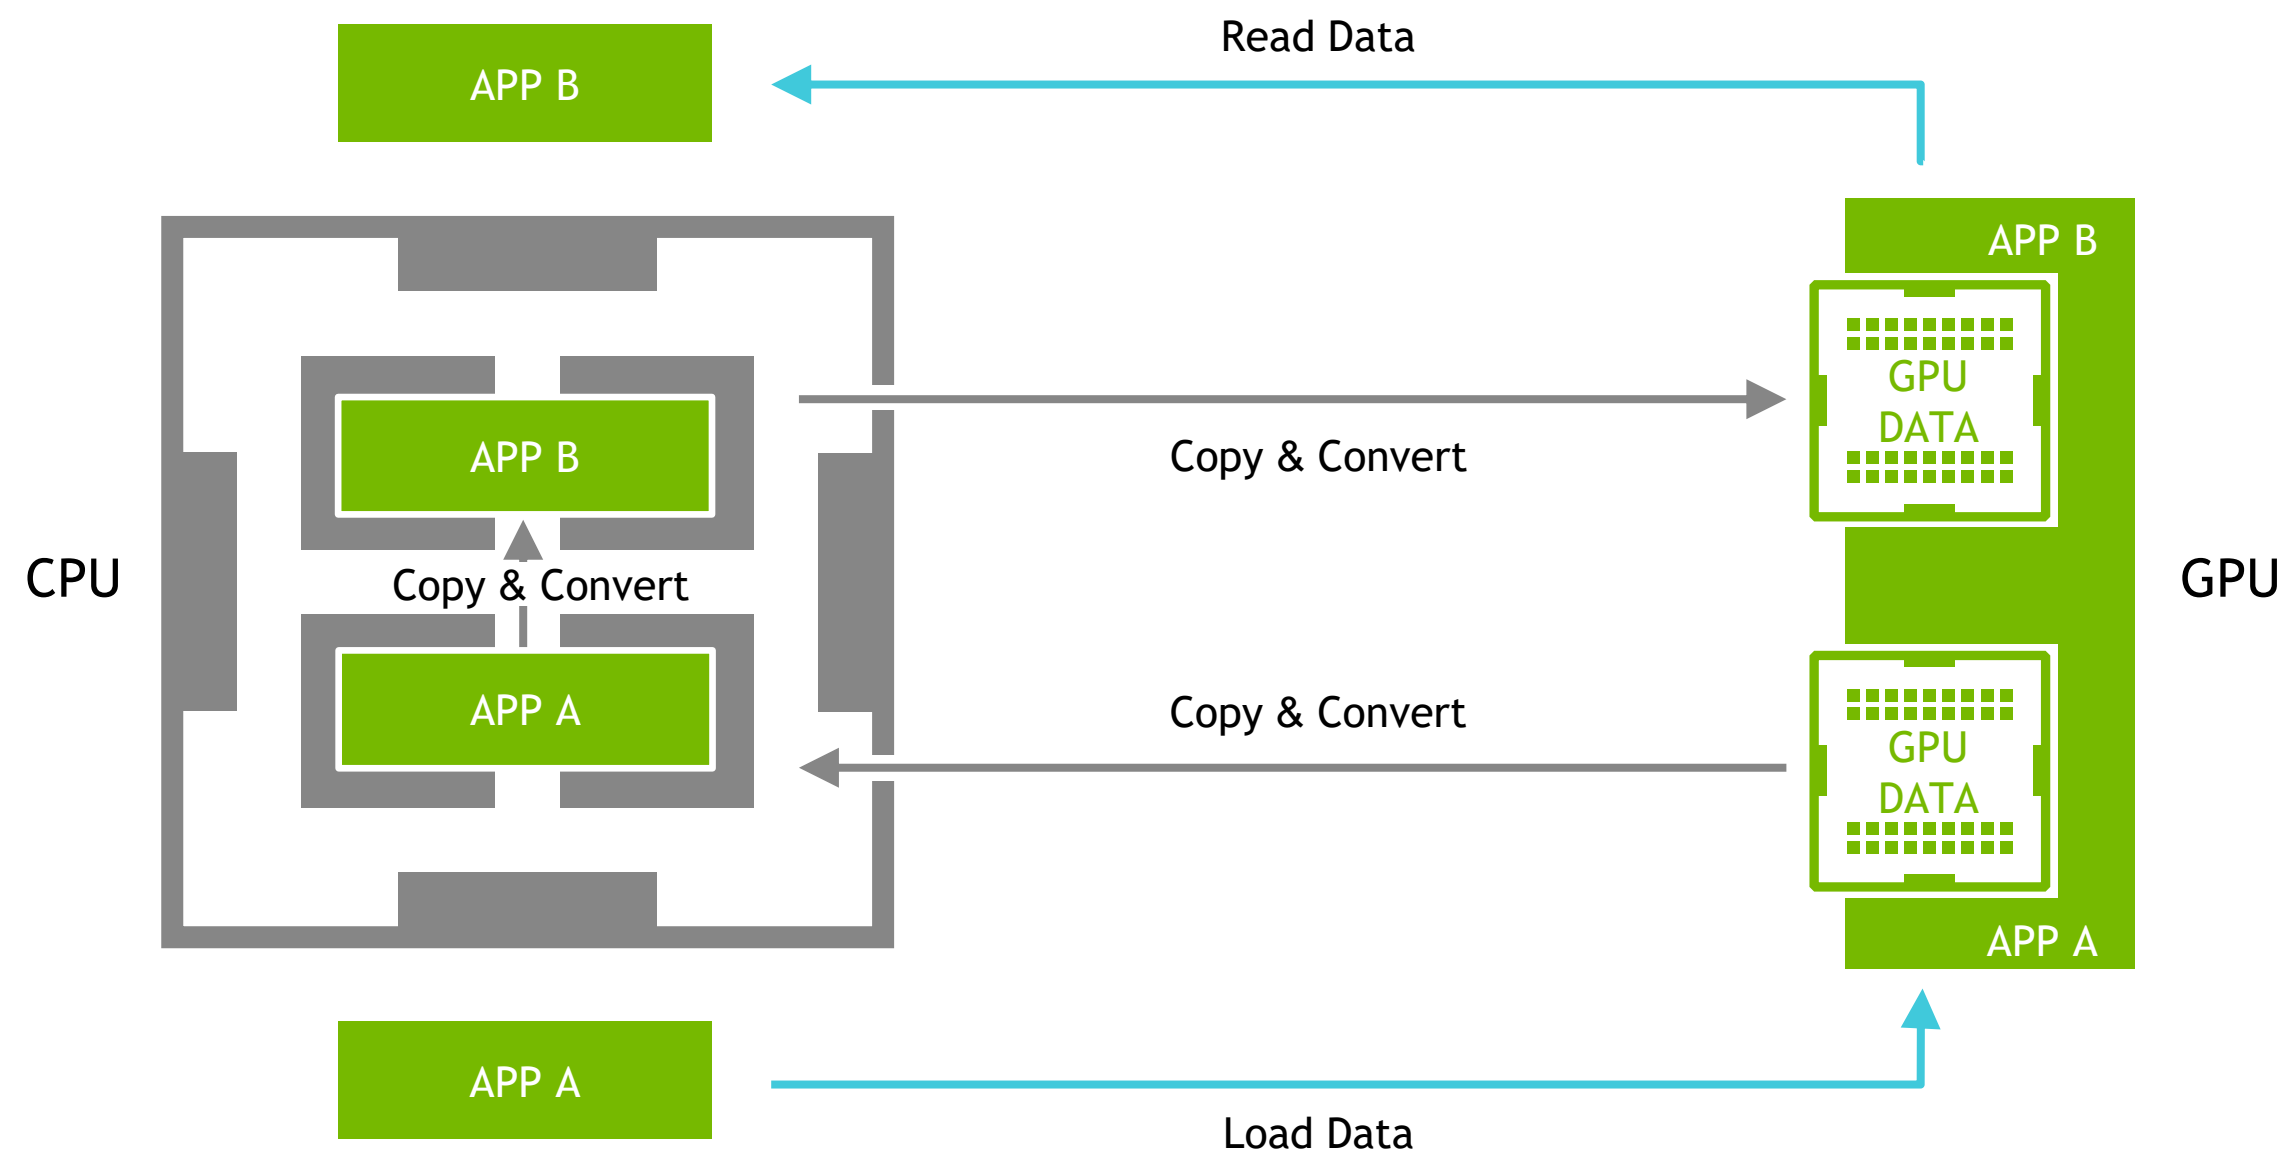 Read Data
APP B
APP B
GPU
DATA
Copy & Convert
APP B
CPU
Copy & Convert
GPU
Copy & Convert
APP A
GPU
DATA
APP A
APP A
Load Data